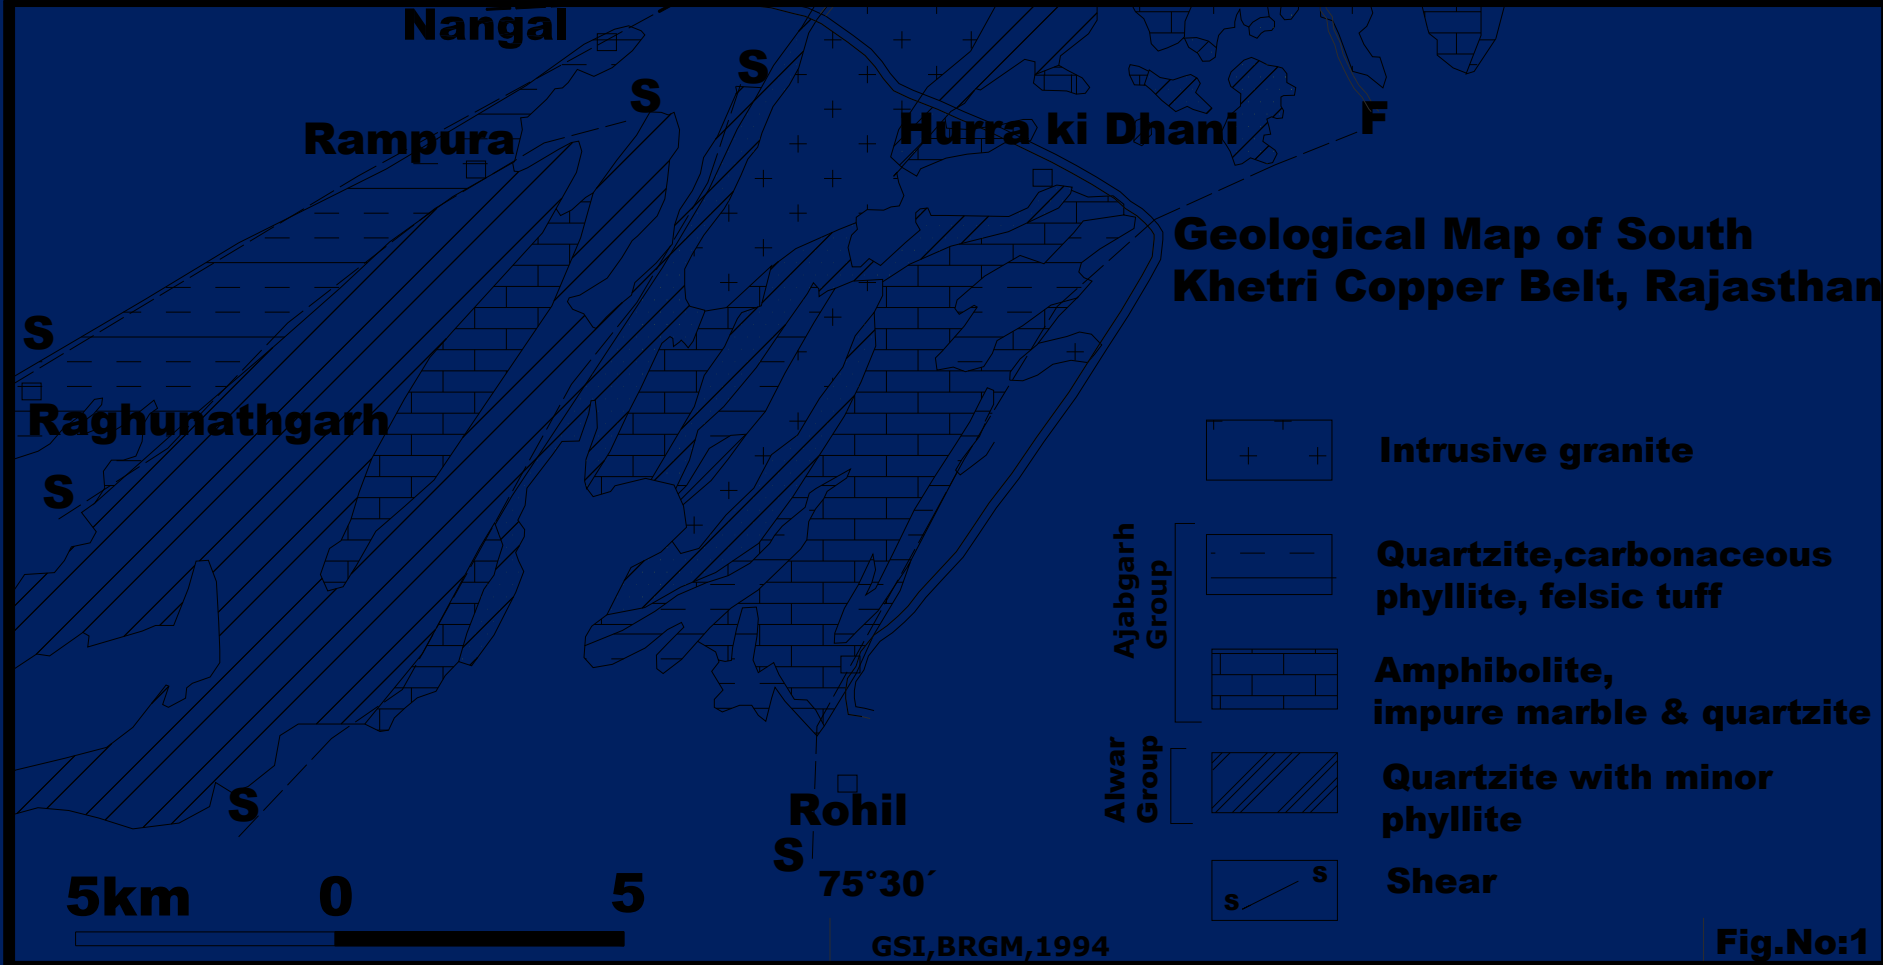 Nangal
S
S
Rampura
Hurra ki Dhani
F
Geological Map of South
Khetri Copper Belt, Rajasthan
S
Raghunathgarh
S
Intrusive granite
Ajabgarh
Group
Quartzite,carbonaceous
phyllite, felsic tuff
Amphibolite,
impure marble & quartzite
Alwar
Group
Quartzite with minor
phyllite
S
Rohil
S
S
S
Shear
75°30´
5km 0 5
GSI,BRGM,1994
Fig.No:1